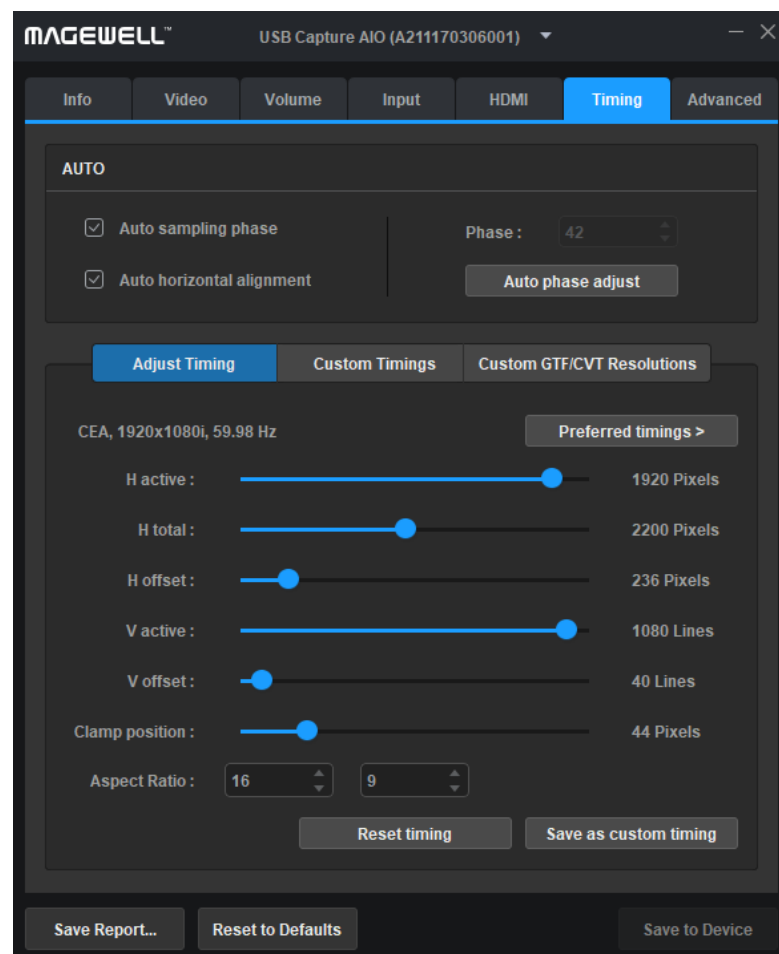 MAGEWELL™ USB Capture AIO (A211170306001)
Info Video Volume Input HDMI Timing Advanced
AUTO
Auto sampling phase Phase : 42
Auto horizontal alignment Auto phase adjust
Adjust Timing Custom Timings Custom GTF/CVT Resolutions
CEA, 1920x1080i, 59.98 Hz Preferred timings >
H active : 1920 Pixels
H total : 2200 Pixels
H offset : 236 Pixels
V active : 1080 Lines
V offset : 40 Lines
Clamp position : 44 Pixels
Aspect Ratio : 16 9
Reset timing Save as custom timing
Save Report... Reset to Defaults Save to Device